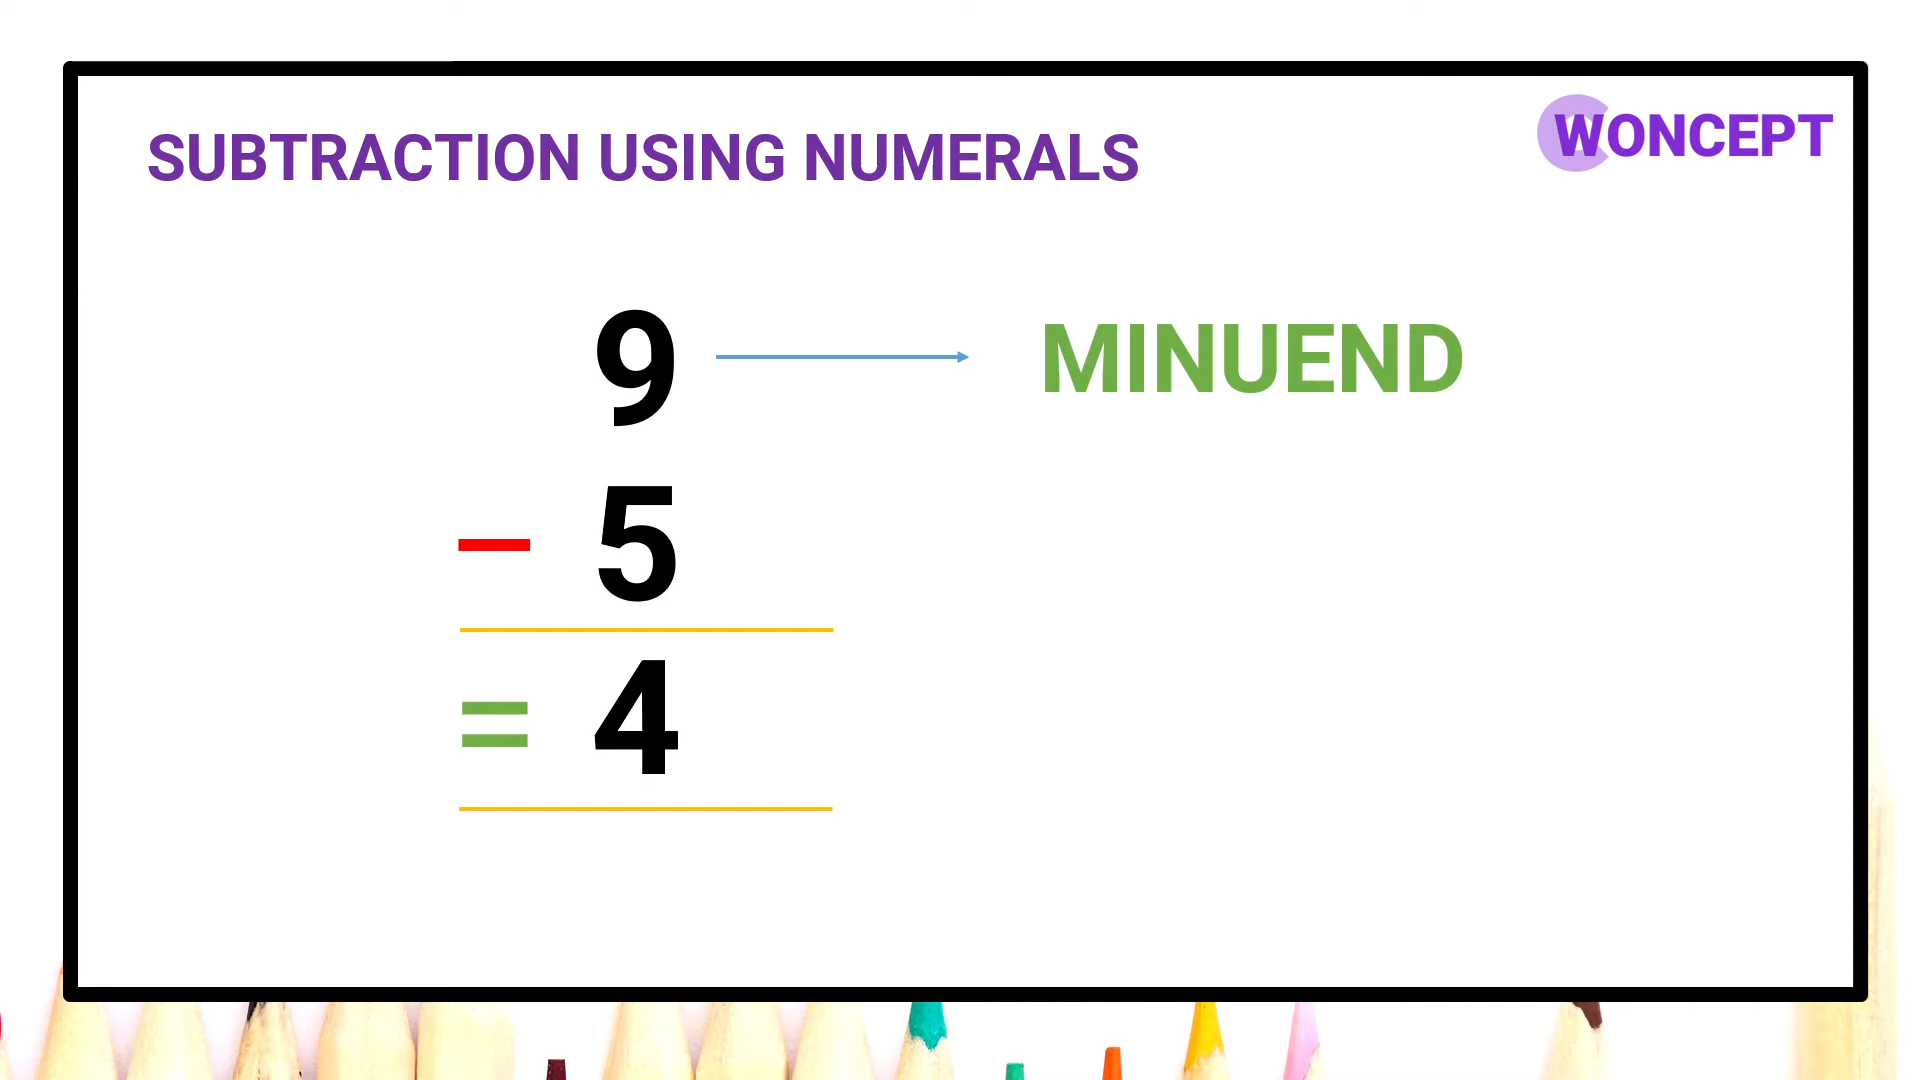 WONCEPT
SUBTRACTION USING NUMERALS
9 MINUEND
– 5
= 4